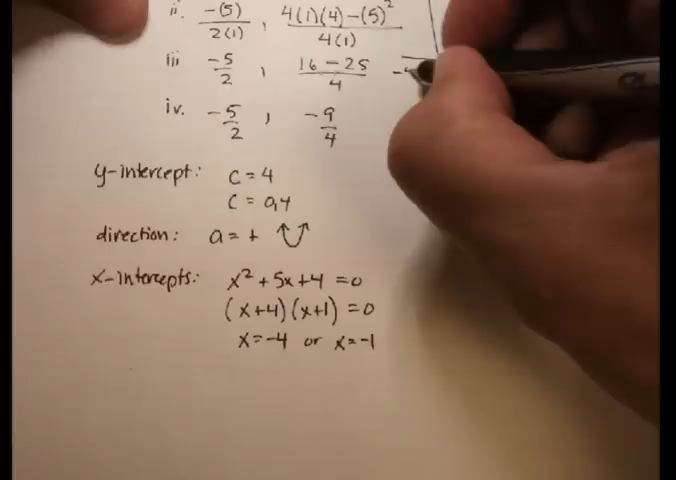 ii. -(5)/2(1) , 4(1)(4)-(5)²/4(1)
iii -5/2 , 16-25/4
iv. -5/2 , -9/4
y-intercept: C = 4
C = 0,4
direction: a = +
x-intercepts: x² + 5x + 4 = 0
(x+4)(x+1) = 0
x = -4 or x = -1